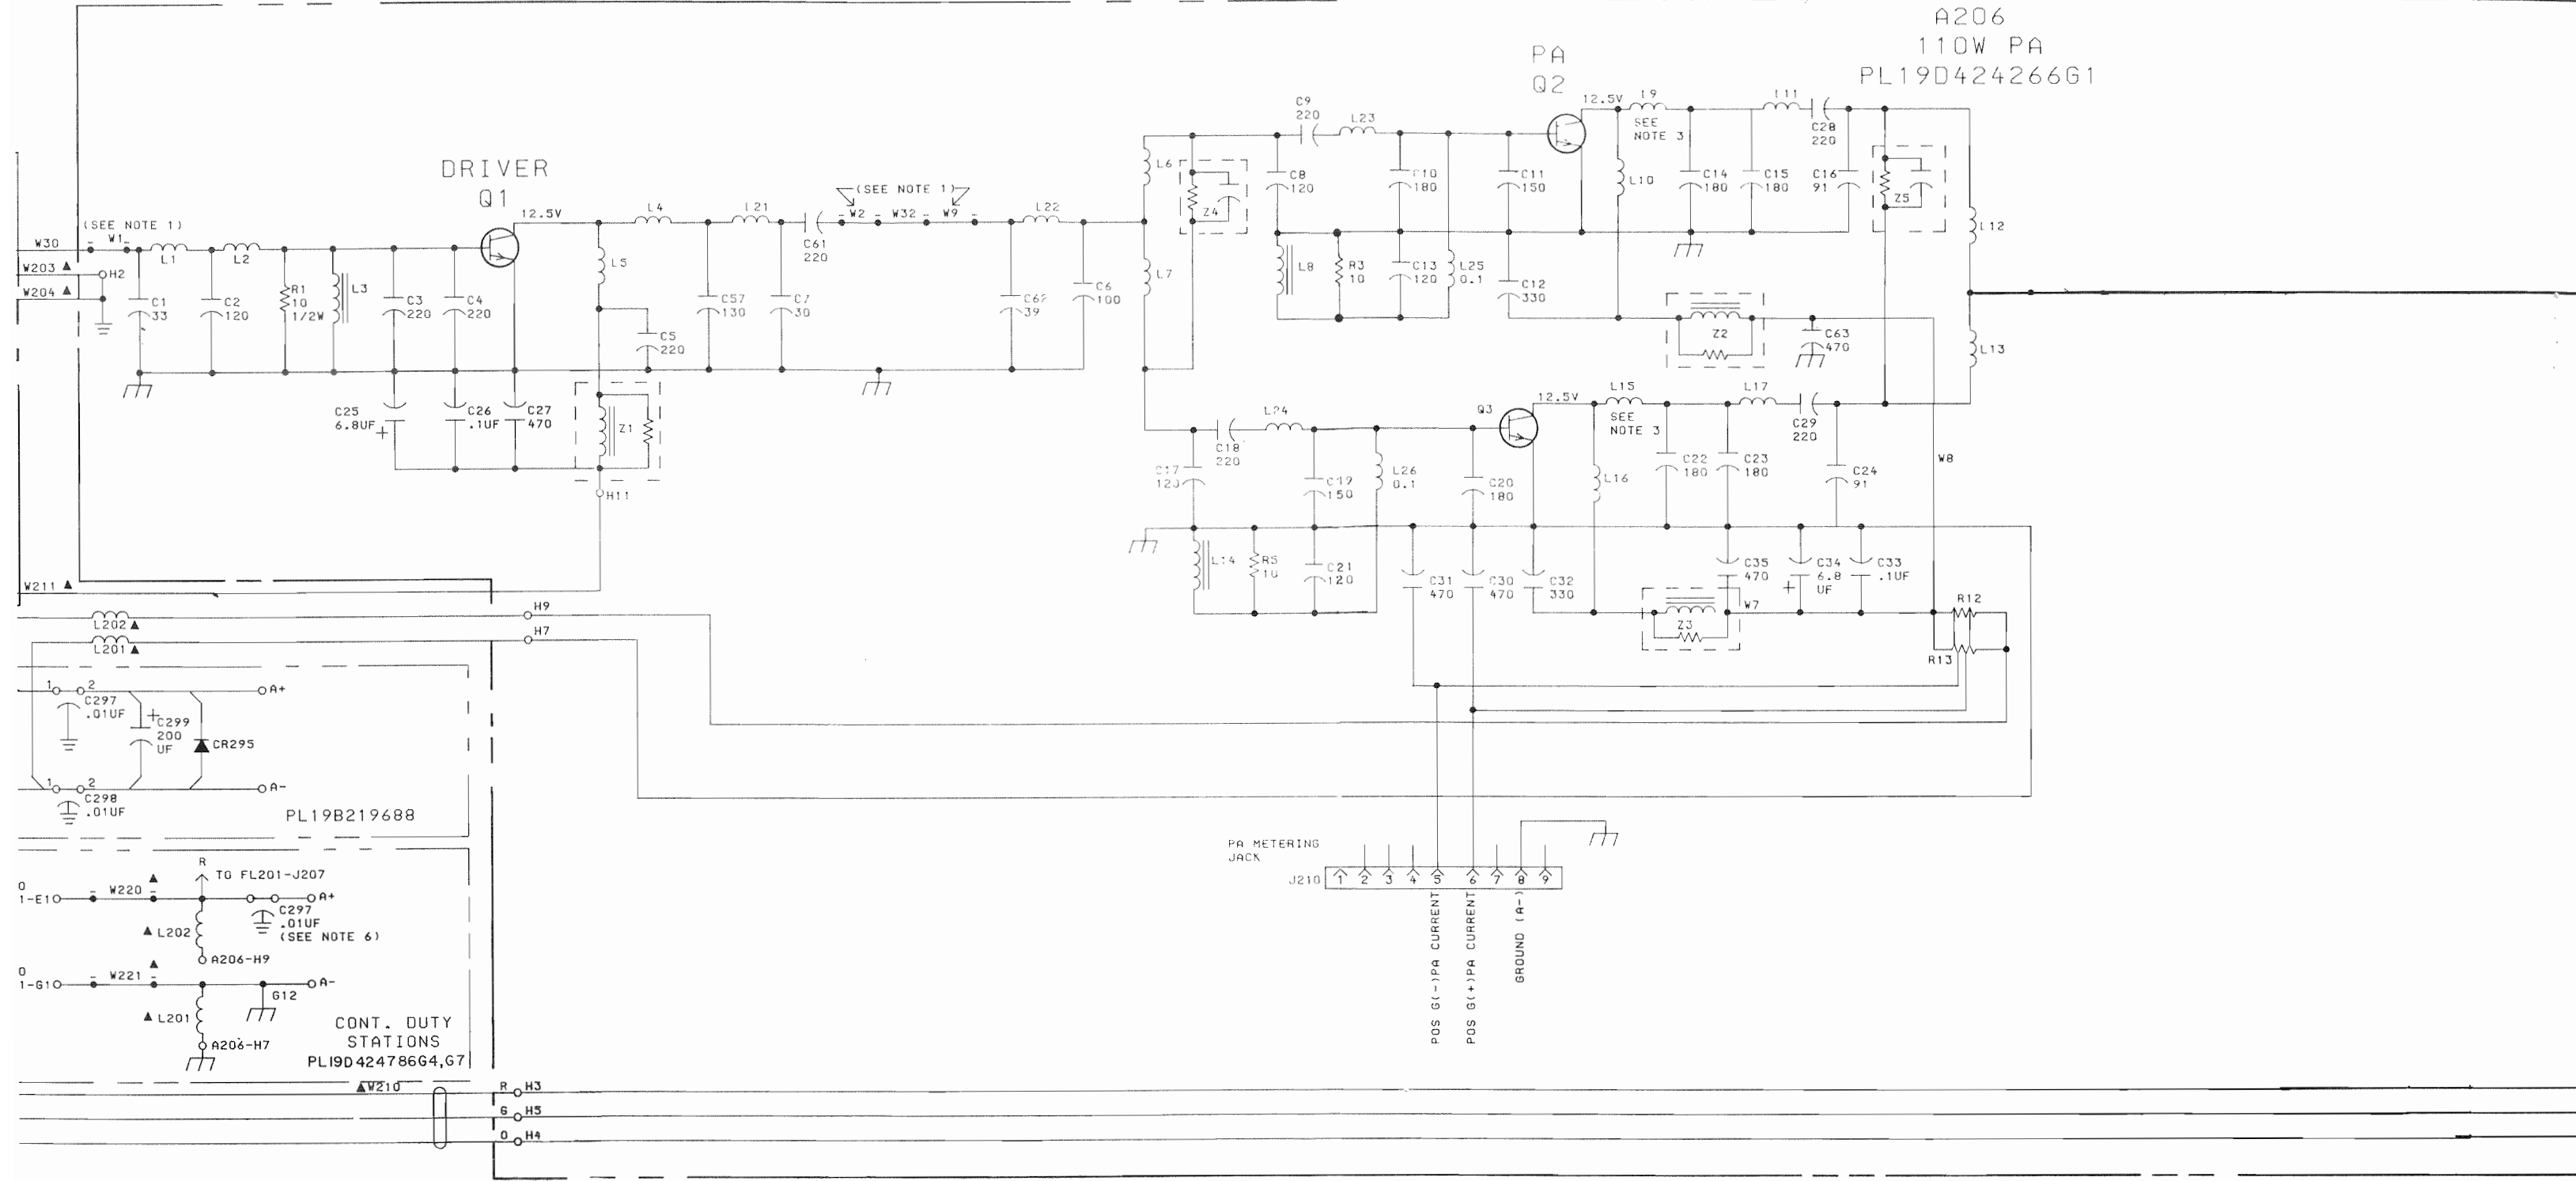 A206
110W PA
PL19D424266G1
PA
Q2
DRIVER
Q1
12.5V
C9
220
L23
12.5V
L9
SEE
NOTE 3
L11
C28
220
L6
Z4
C8
120
C10
180
C11
150
L10
C14
180
C15
180
C16
91
Z5
L12
(SEE NOTE 1)
W1
W30
W203 ▲
W204 ▲
H2
L1
L2
C1
33
C2
120
R1
10
1/2W
L3
C3
220
C4
220
L4
L21
C61
220
(SEE NOTE 1)
W2
W32
W9
L22
L5
C5
220
C57
130
C7
30
C62
39
C6
100
L7
L8
R3
10
C13
120
L25
0.1
C12
330
Z2
C63
470
L13
C25
6.8UF
+
C26
.1UF
C27
470
Z1
H11
C18
220
L24
Q3
12.5V
L15
SEE
NOTE 3
L17
C29
220
C17
120
C19
150
L26
0.1
C20
180
L16
C22
180
C23
180
C24
91
W8
L14
R5
10
C21
120
C31
470
C30
470
C32
330
C35
470
C34
6.8
UF
+
C33
.1UF
W7
Z3
R12
R13
W211 ▲
L202 ▲
H9
L201 ▲
H7
1
2
A+
C297
.01UF
+
C299
200
UF
CR295
1
2
A-
C298
.01UF
PL19B219688
PA METERING
JACK
J210
1 2 3 4 5 6 7 8 9
POS G(-)PA CURRENT
POS G(+)PA CURRENT
GROUND (A-)
R
TO FL201-J207
O
1-E1
W220
▲
A+
C297
.01UF
(SEE NOTE 6)
▲ L202
A206-H9
O
1-G1
W221
▲
A-
G12
▲ L201
A206-H7
CONT. DUTY
STATIONS
PL19D424786G4,G7
▲W210
R
H3
G
H5
O
H4